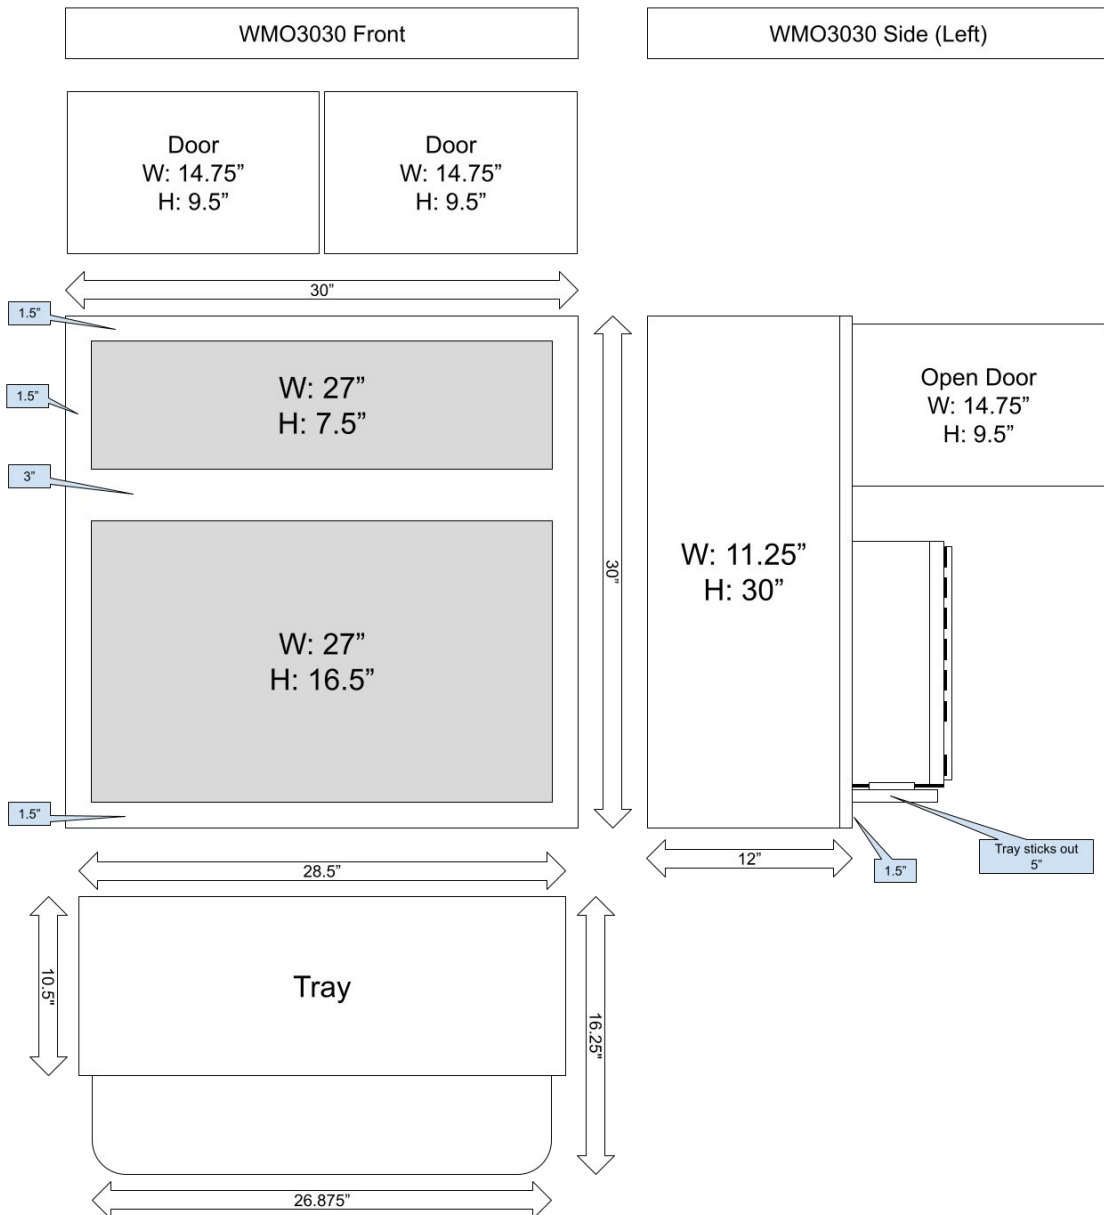 WMO3030 Front
WMO3030 Side (Left)
Door
W: 14.75”
H: 9.5”
Door
W: 14.75”
H: 9.5”
30”
1.5”
1.5”
3”
W: 27”
H: 7.5”
W: 27”
H: 16.5”
1.5”
30”
Open Door
W: 14.75”
H: 9.5”
W: 11.25”
H: 30”
12”
1.5”
Tray sticks out
5”
28.5”
10.5"
Tray
16.25"
26.875”